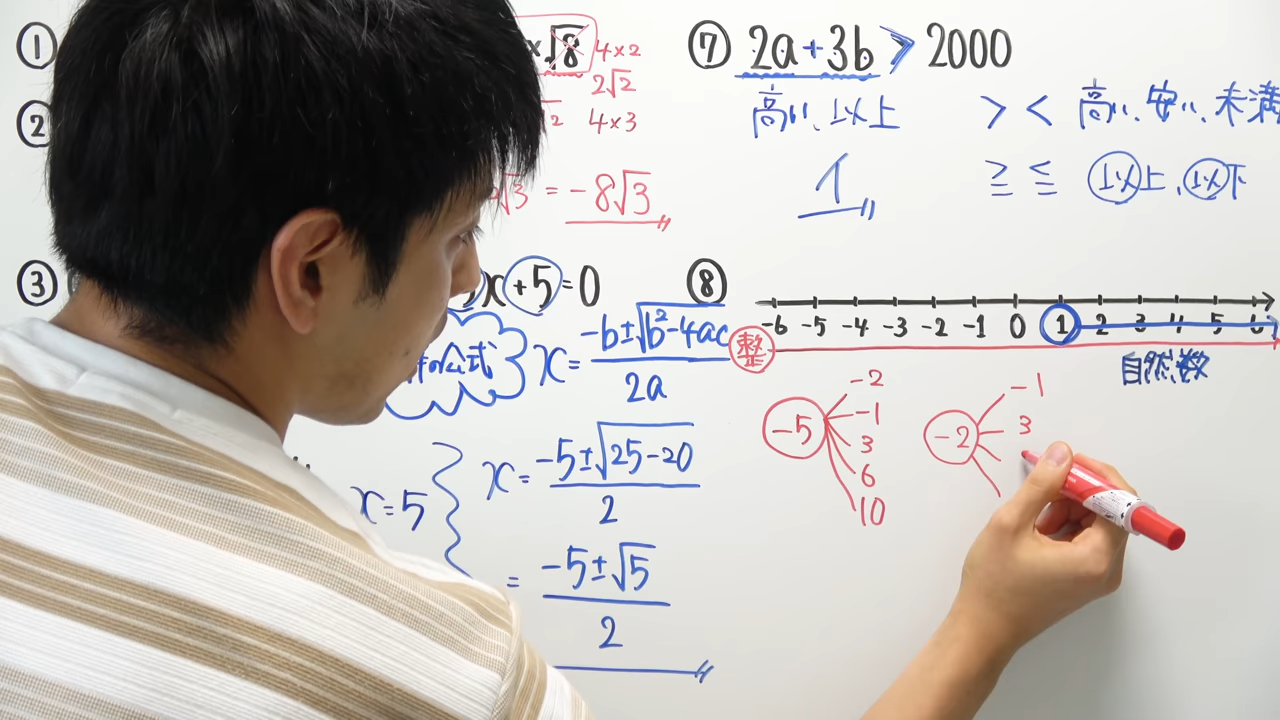 ①
×√8 4×2
2√2
②
√2 4×3
√3 = -8√3
③
x+5=0
公式 x= -b±√b²-4ac / 2a
x=5
x= -5±√25-20 / 2
= -5±√5 / 2
⑦ 2a+3b > 2000
高い、以上
> < 高い、安い、未満
1
≧ ≦ 以上、以下
⑧
-6 -5 -4 -3 -2 -1 0 1 2 3 4 5 6
整
自然数
-5
-2
-1
3
6
10
-2
-1
3